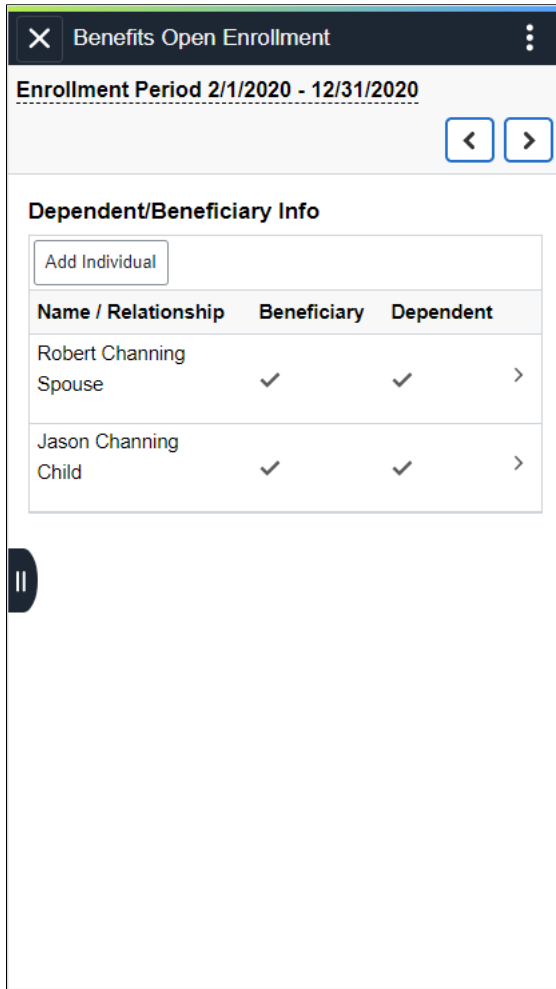 Benefits Open Enrollment
Enrollment Period 2/1/2020 - 12/31/2020
Dependent/Beneficiary Info
Add Individual
Name / Relationship Beneficiary Dependent
Robert Channing
Spouse
Jason Channing
Child